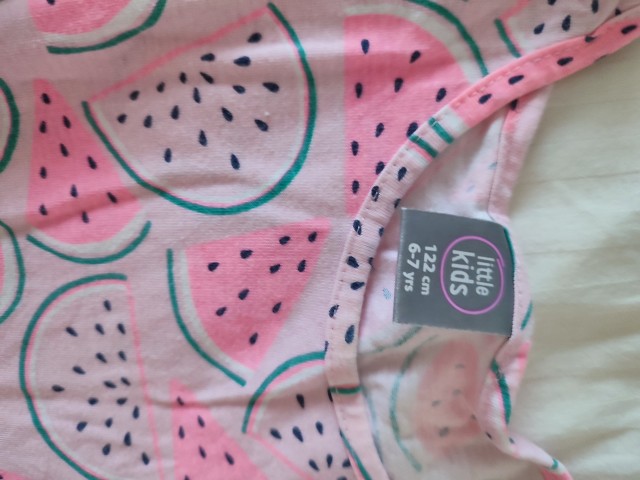 little
kids
122 cm
6-7 yrs